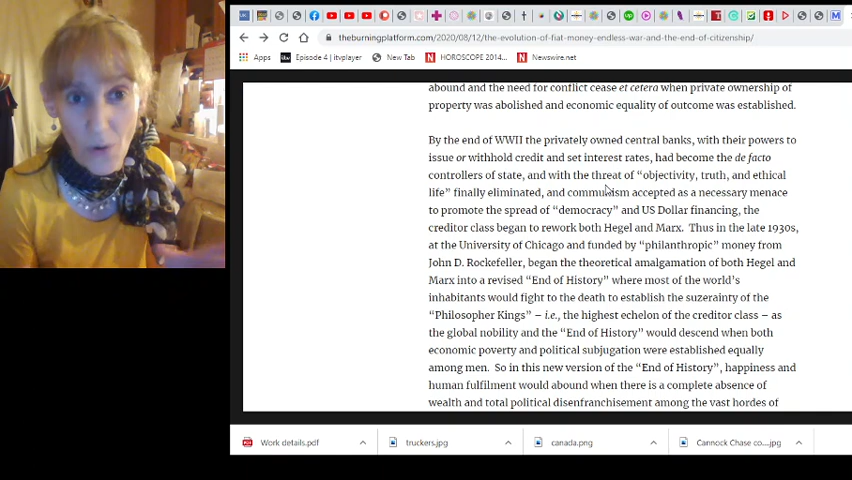 theburningplatform.com/2020/08/12/the-evolution-of-fiat-money-endless-war-and-the-end-of-citizenship/
Apps itv Episode 4 | itvplayer New Tab N HOROSCOPE 2014... N Newswire.net
abound and the need for conflict cease et cetera when private ownership of
property was abolished and economic equality of outcome was established.
By the end of WWII the privately owned central banks, with their powers to
issue or withhold credit and set interest rates, had become the de facto
controllers of state, and with the threat of “objectivity, truth, and ethical
life” finally eliminated, and communism accepted as a necessary menace
to promote the spread of “democracy” and US Dollar financing, the
creditor class began to rework both Hegel and Marx. Thus in the late 1930s,
at the University of Chicago and funded by “philanthropic” money from
John D. Rockefeller, began the theoretical amalgamation of both Hegel and
Marx into a revised “End of History” where most of the world’s
inhabitants would fight to the death to establish the suzerainty of the
“Philosopher Kings” – i.e., the highest echelon of the creditor class – as
the global nobility and the “End of History” would descend when both
economic poverty and political subjugation were established equally
among men. So in this new version of the “End of History”, happiness and
human fulfilment would abound when there is a complete absence of
wealth and total political disenfranchisement among the vast hordes of
Work details.pdf truckers.jpg canada.png Cannock Chase co....jpg